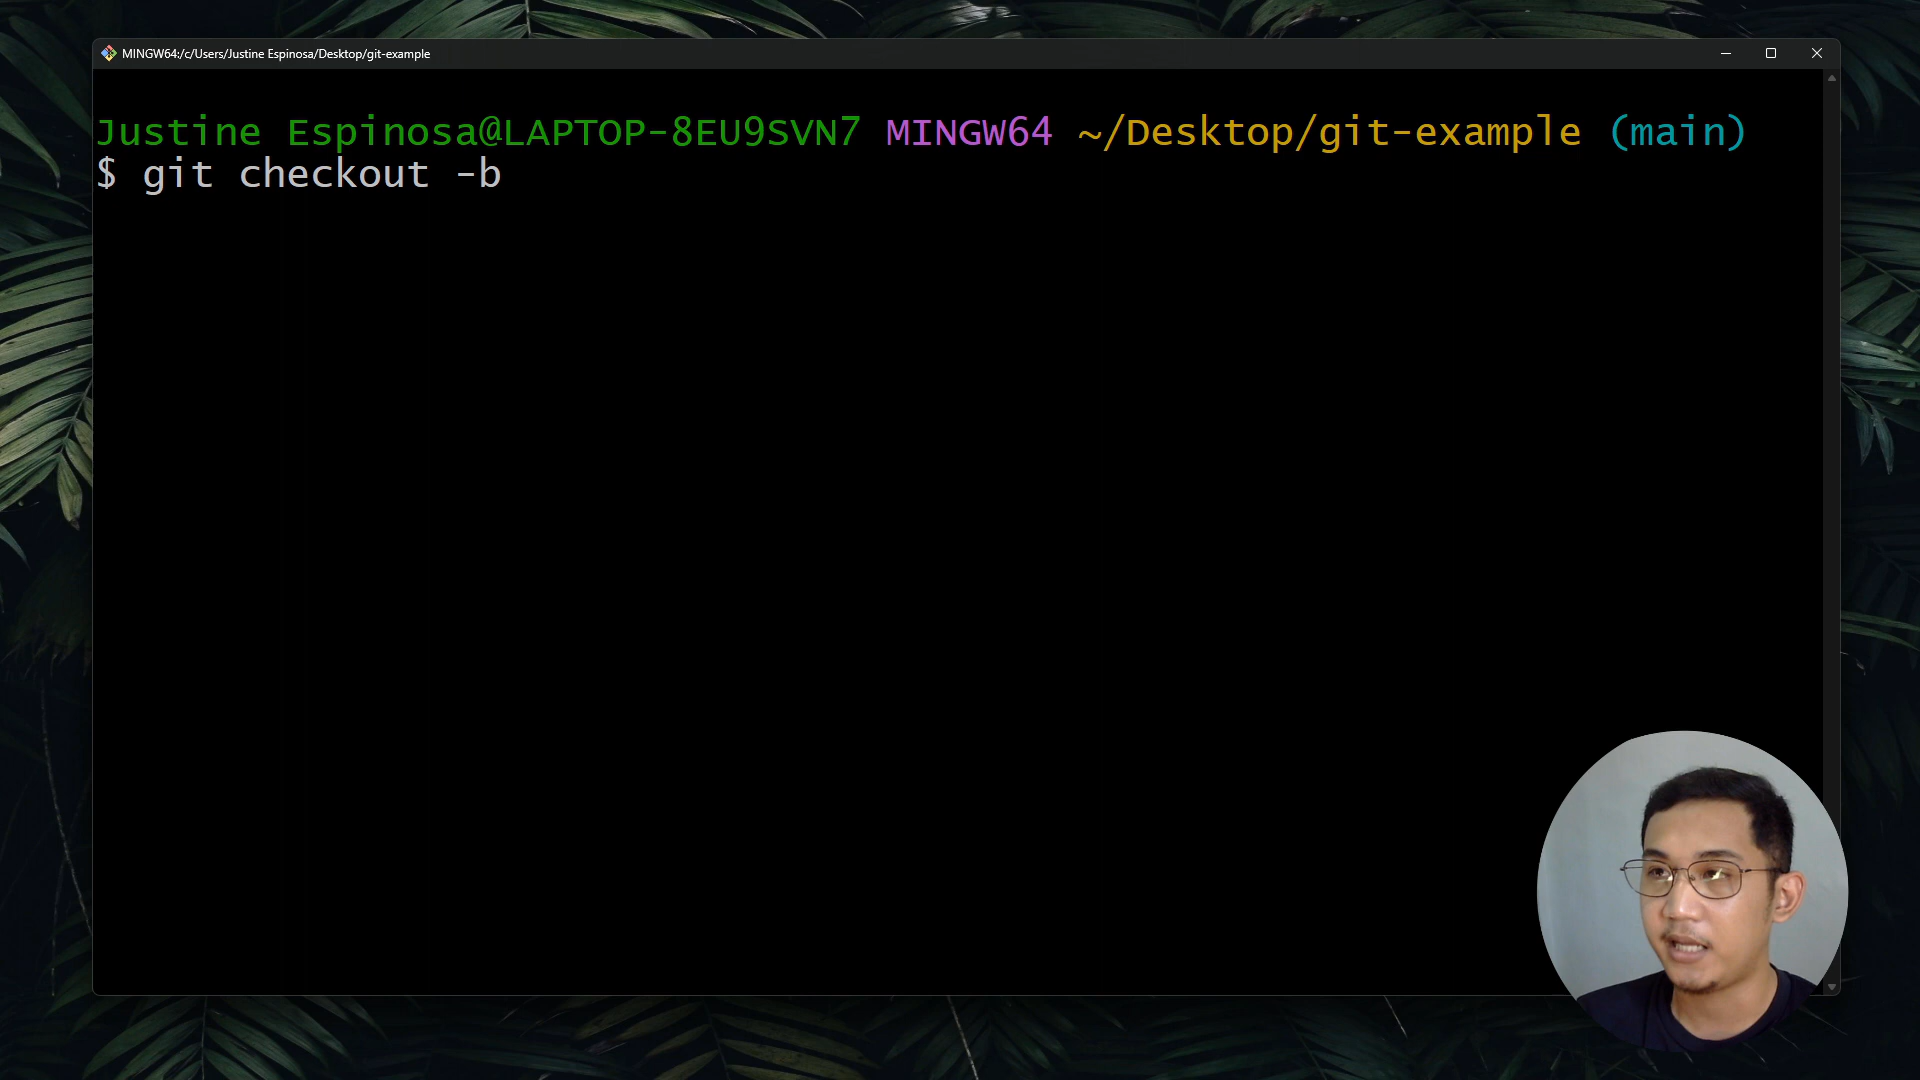 MINGW64:/c/Users/Justine Espinosa/Desktop/git-example
Justine Espinosa@LAPTOP-8EU9SVN7 MINGW64 ~/Desktop/git-example (main)
$ git checkout -b